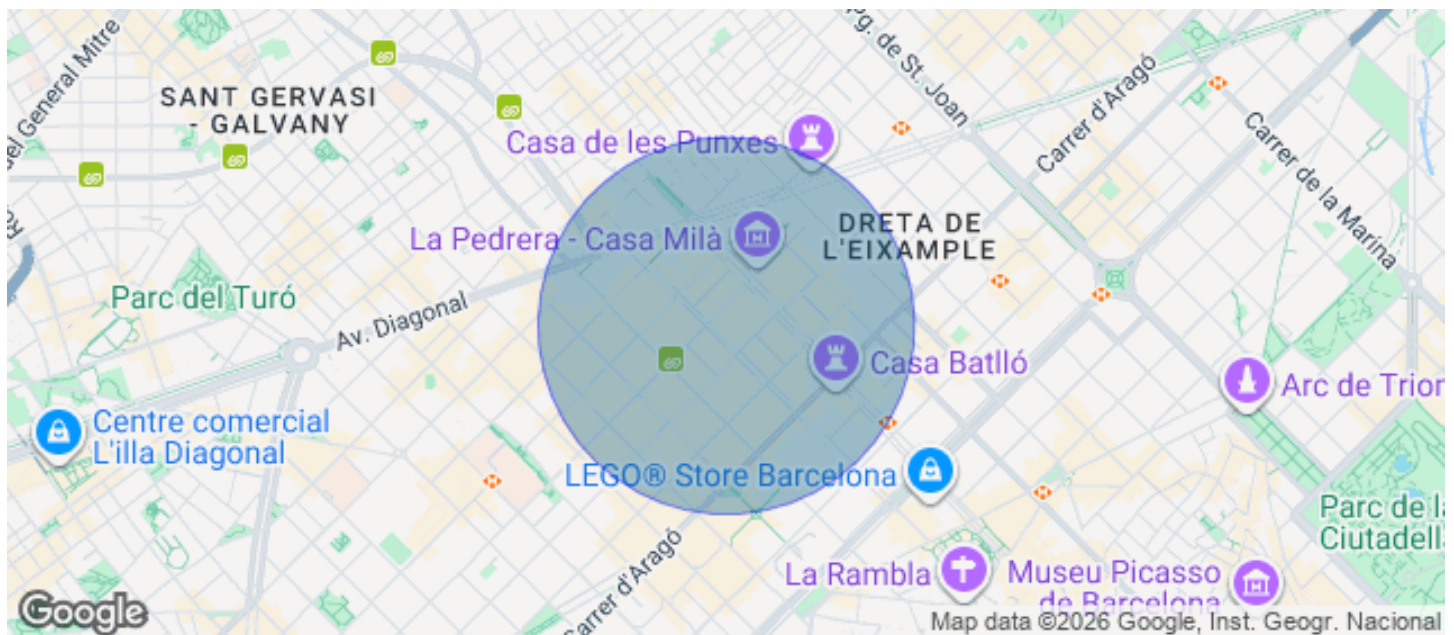 del General Mitre
SANT GERVASI
- GALVANY
Pg. de St. Joan
Carrer d'Aragó
Carrer de la Marina
Casa de les Punxes
DRETA DE
L'EIXAMPLE
La Pedrera - Casa Milà
Parc del Turó
Av. Diagonal
Casa Batlló
Arc de Trion
Centre comercial
L'illa Diagonal
LEGO® Store Barcelona
Parc de la
Ciutadell
Carrer d'Aragó
La Rambla
Museu Picasso
de Barcelona
Google
Map data ©2026 Google, Inst. Geogr. Nacional